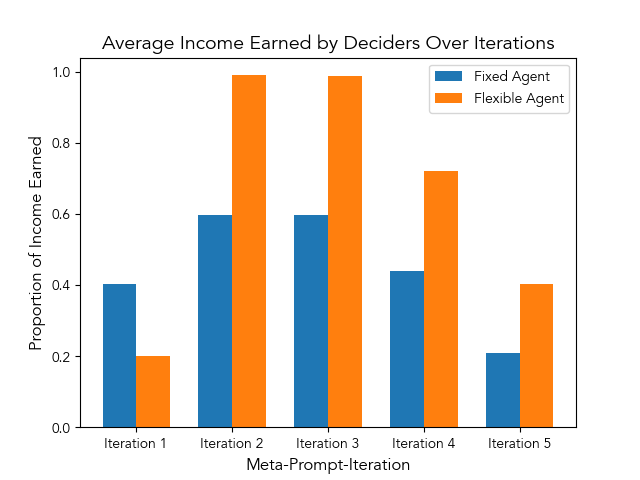 Average Income Earned by Deciders Over Iterations
Fixed Agent
Flexible Agent
Proportion of Income Earned
1.0
0.8
0.6
0.4
0.2
0.0
Iteration 1
Iteration 2
Iteration 3
Iteration 4
Iteration 5
Meta-Prompt-Iteration